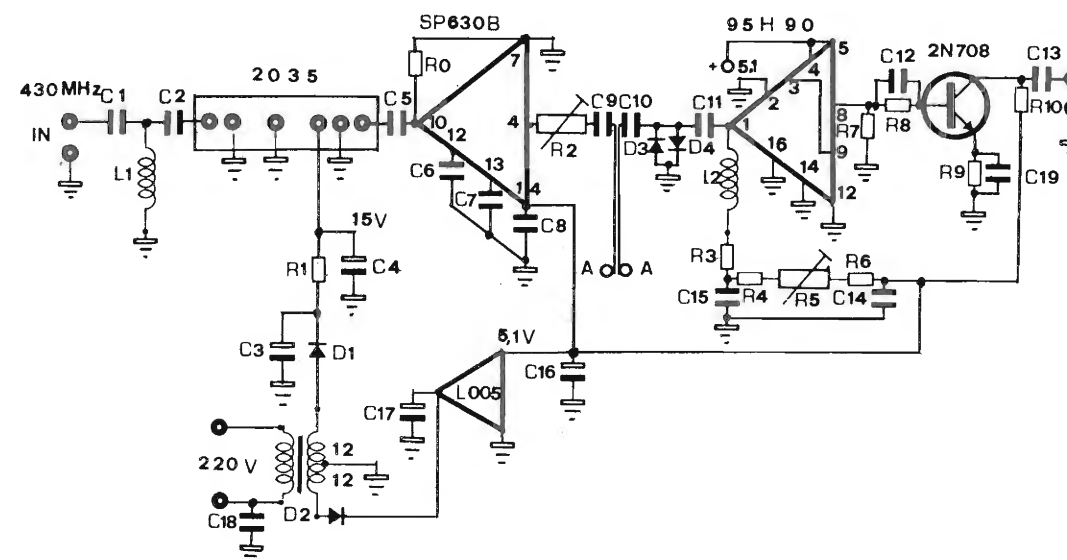 SP630B
95H90
430MHz
C1
C2
2035
C5
R0
7
5
C12
2N708
C13
+ 5,1
4
3
2
IN
10
4
C9
C10
C11
1
8
R7
R8
R10
L1
12
C6
13
C7
14
C8
R2
D3
D4
16
14
9
12
L2
R9
C19
15V
R1
C4
A
A
R3
R4
R5
R6
C15
C14
C3
D1
5,1V
L005
C16
C17
220V
12
12
C18
D2